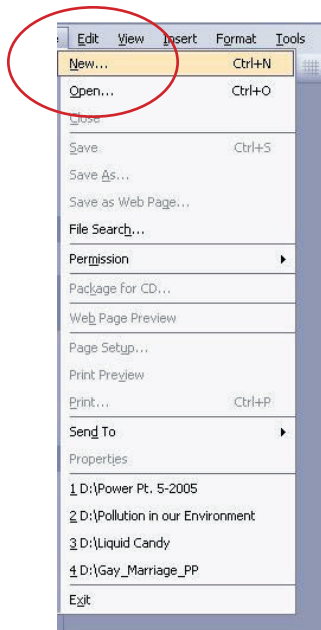 Edit View Insert Format Tools
New... Ctrl+N
Open... Ctrl+O
Close
Save Ctrl+S
Save As...
Save as Web Page...
File Search...
Permission
Package for CD...
Web Page Preview
Page Setup...
Print Preview
Print... Ctrl+P
Send To
Properties
1 D:\Power Pt. 5-2005
2 D:\Pollution in our Environment
3 D:\Liquid Candy
4 D:\Gay_Marriage_PP
Exit